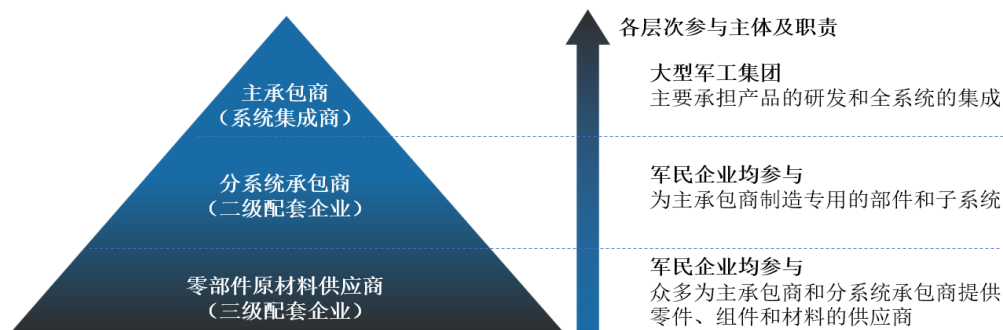 主承包商
（系统集成商）
分系统承包商
（二级配套企业）
零部件原材料供应商
（三级配套企业）
各层次参与主体及职责
大型军工集团
主要承担产品的研发和全系统的集成
军民企业均参与
为主承包商制造专用的部件和子系统
军民企业均参与
众多为主承包商和分系统承包商提供
零件、组件和材料的供应商